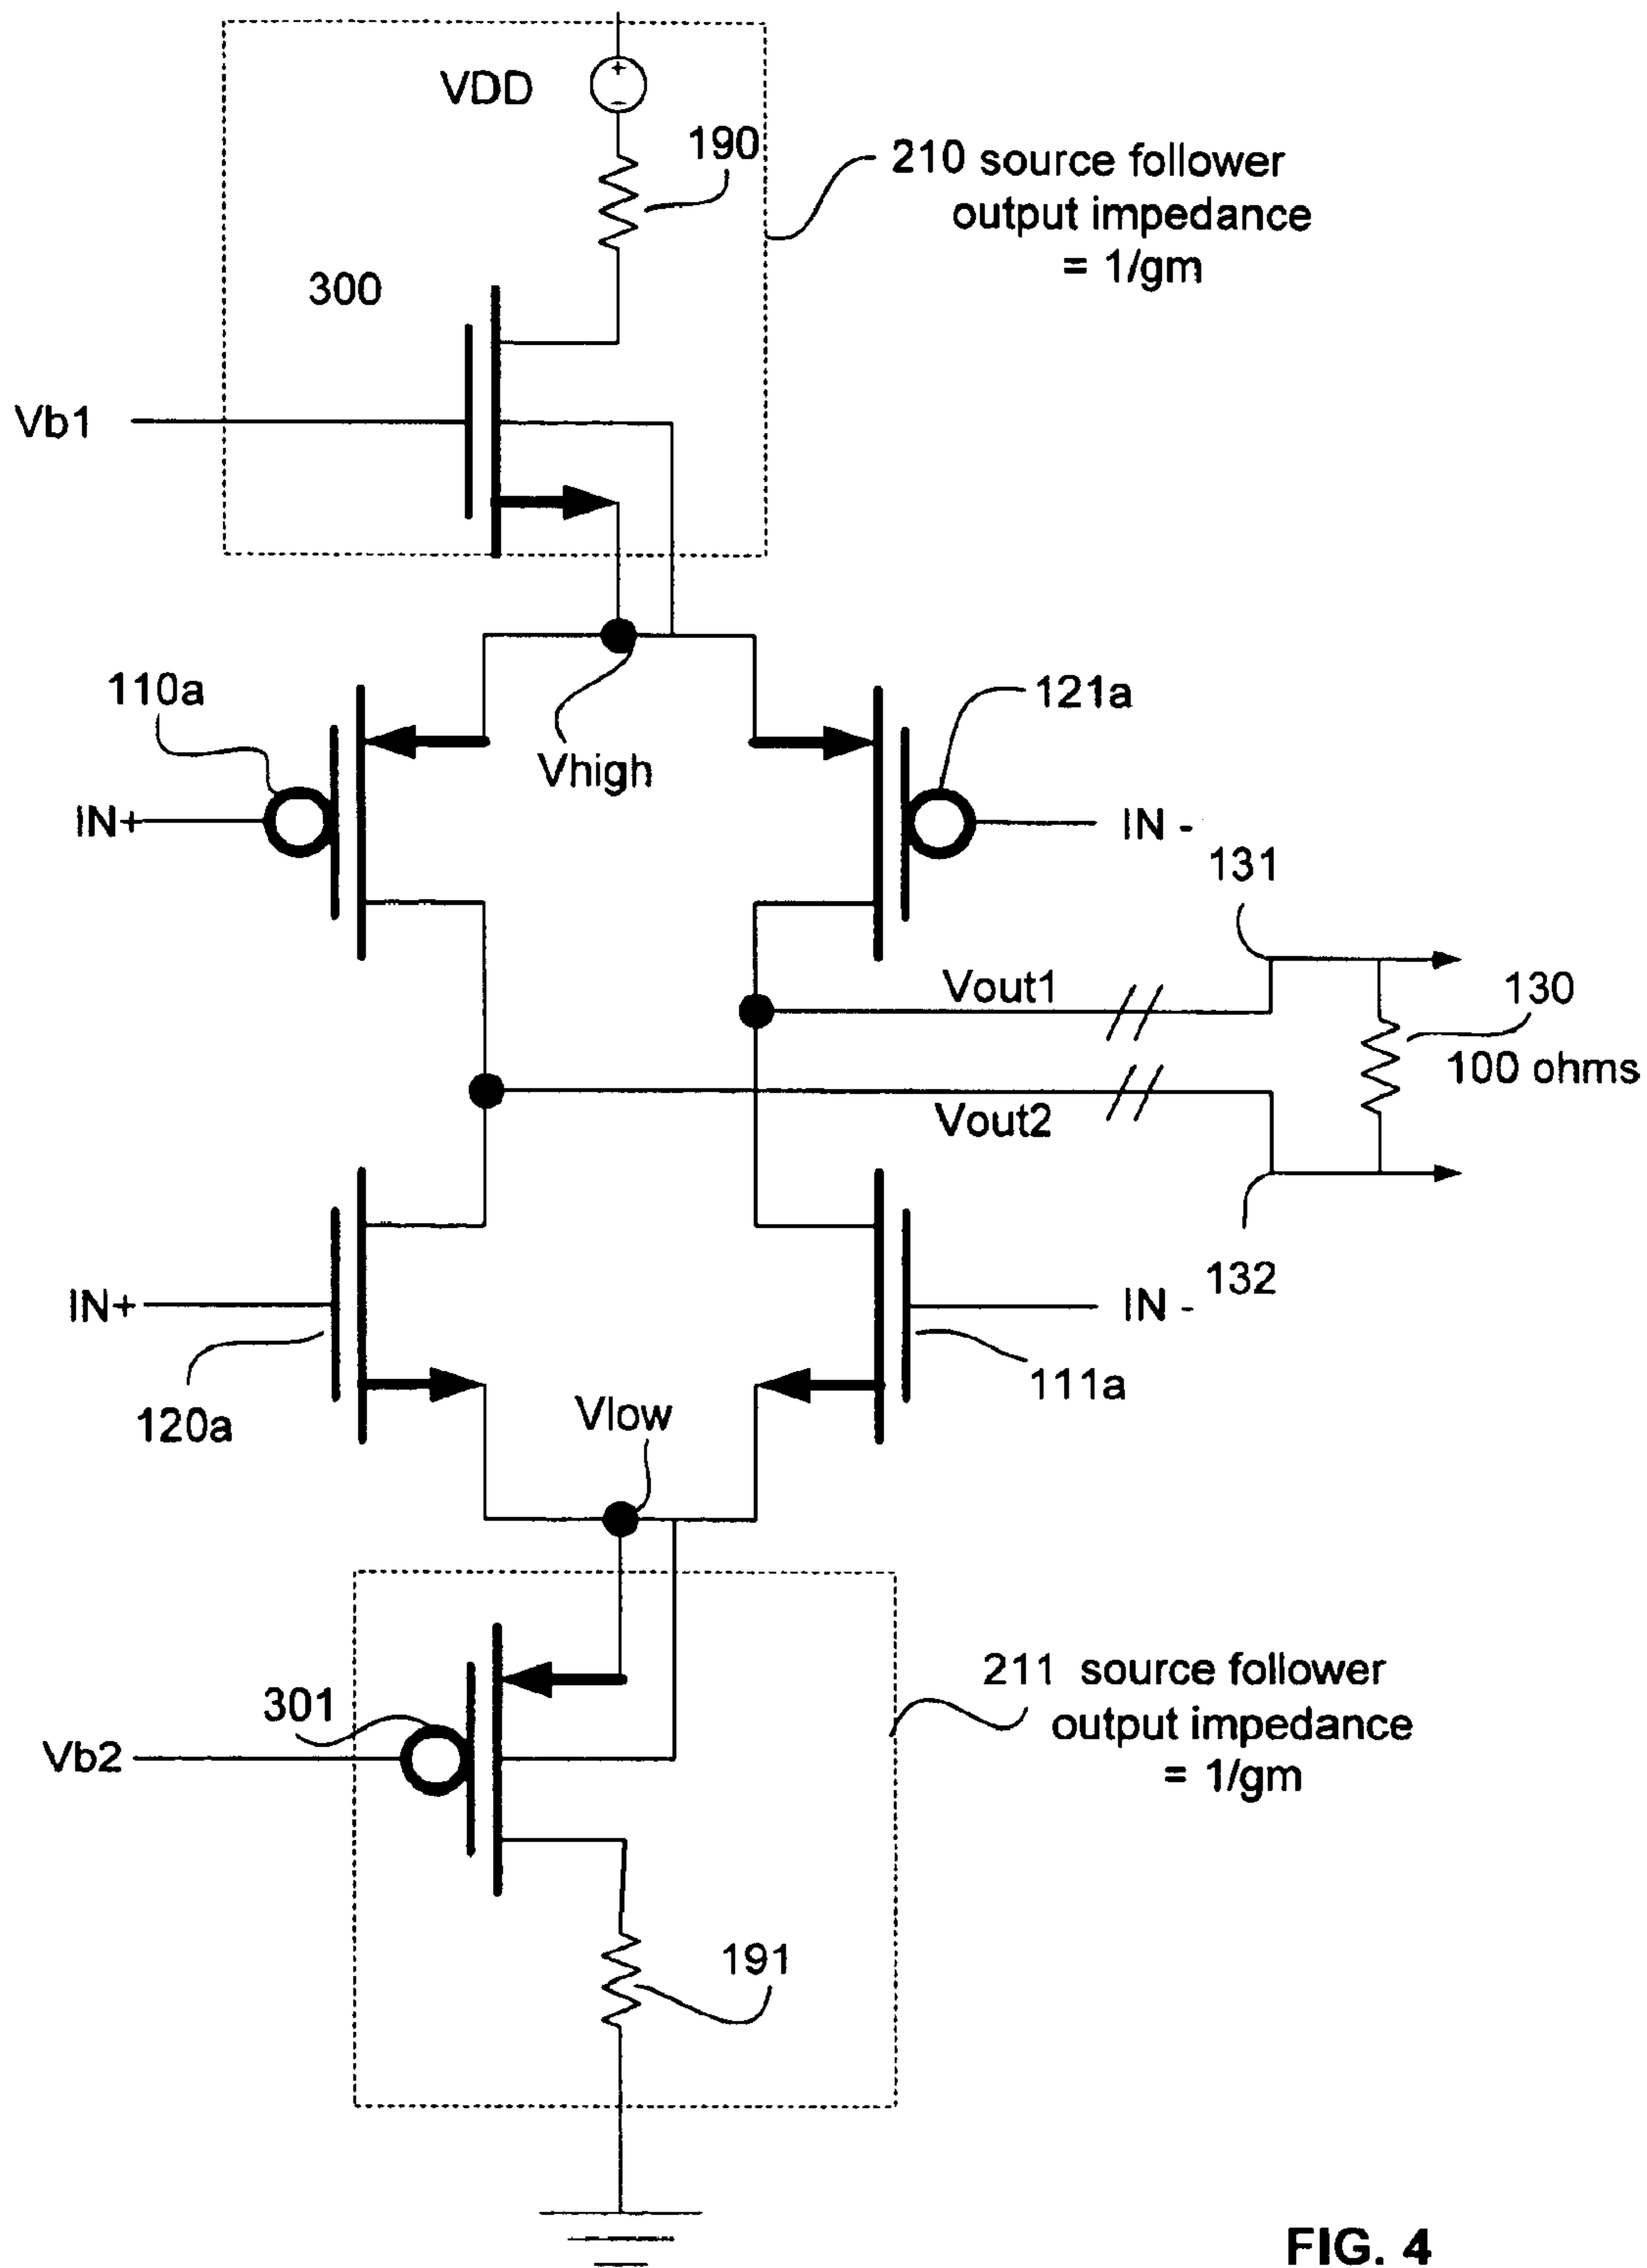 VDD
+
-
190
210 source follower
output impedance
= 1/gm
300
Vb1
110a
121a
Vhigh
IN+
IN -
131
Vout1
130
100 ohms
Vout2
132
IN+
IN -
120a
111a
Vlow
211 source follower
output impedance
= 1/gm
301
Vb2
191
FIG. 4